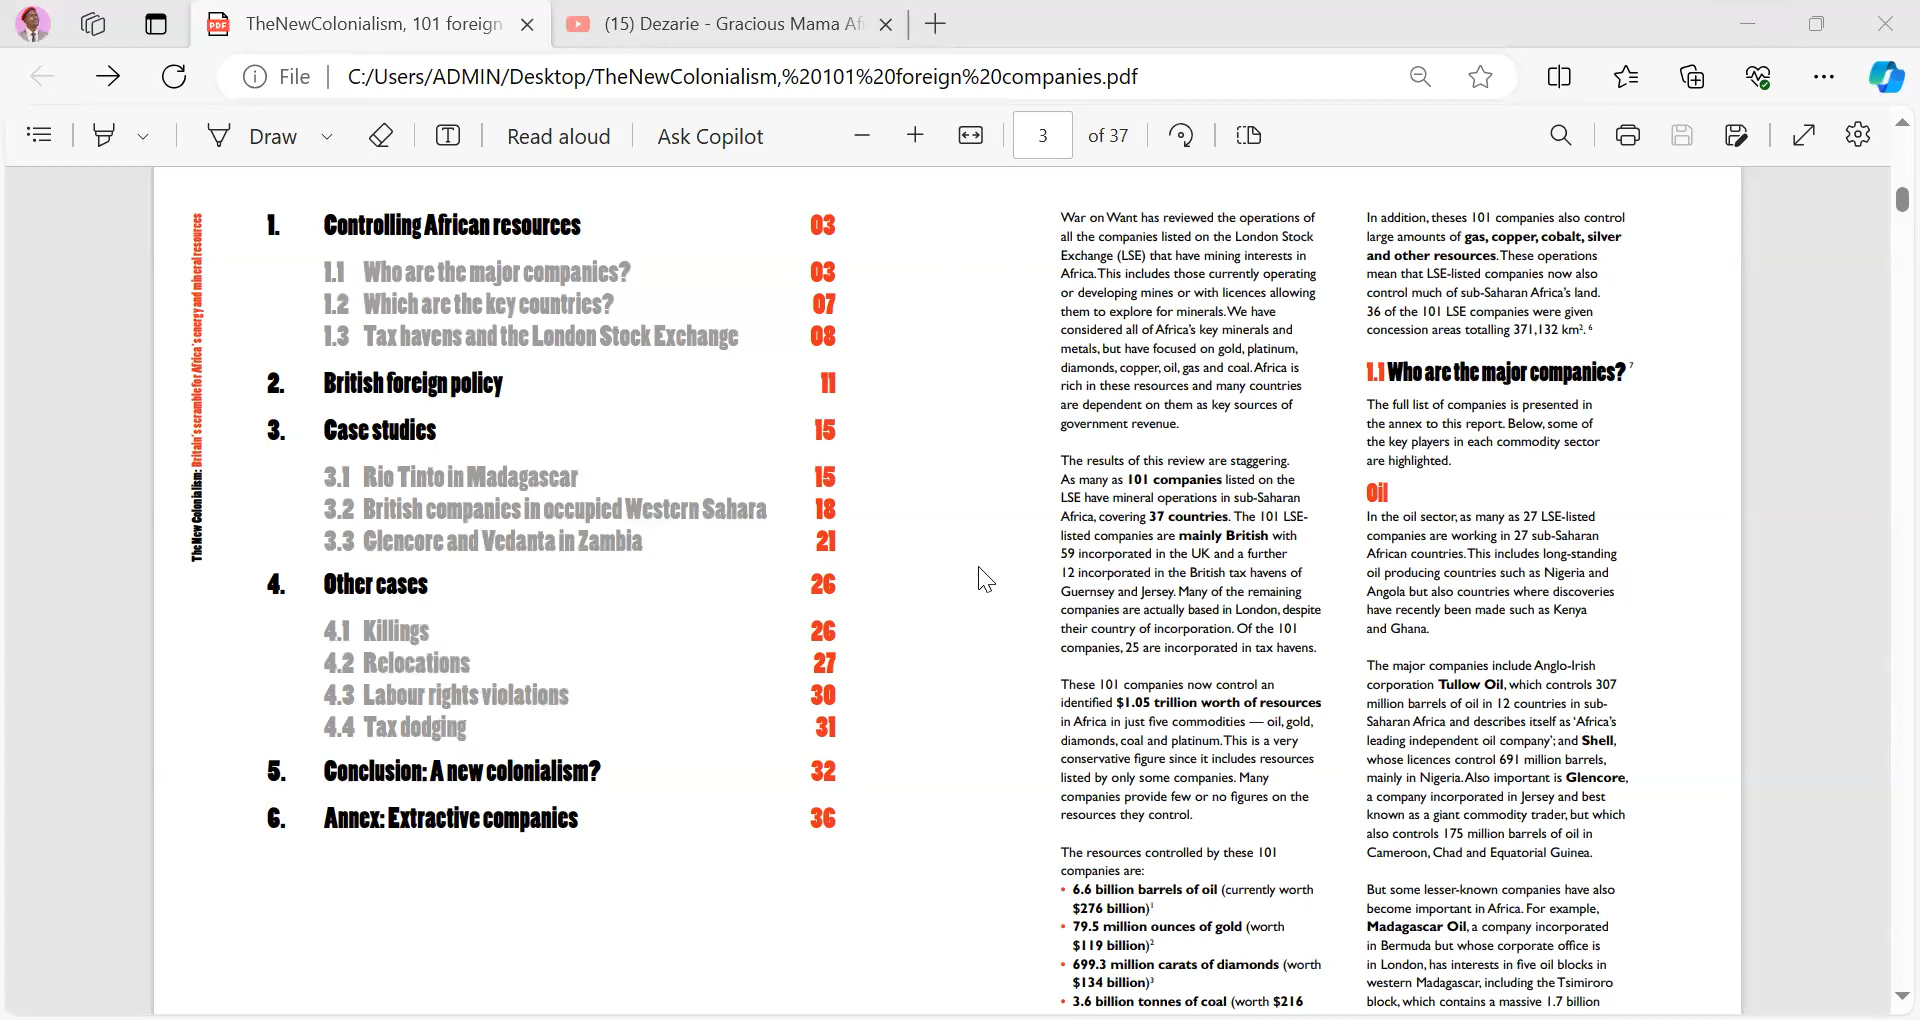 TheNewColonialism, 101 foreign
(15) Dezarie - Gracious Mama Af
File
C:/Users/ADMIN/Desktop/TheNewColonialism,%20101%20foreign%20companies.pdf
Draw
Read aloud
Ask Copilot
3
of 37
The New Colonialism: Britain's scramble for Africa's energy and mineral resources
1. Controlling African resources 03
1.1 Who are the major companies? 03
1.2 Which are the key countries? 07
1.3 Tax havens and the London Stock Exchange 08
2. British foreign policy 11
3. Case studies 15
3.1 Rio Tinto in Madagascar 15
3.2 British companies in occupied Western Sahara 18
3.3 Glencore and Vedanta in Zambia 21
4. Other cases 26
4.1 Killings 26
4.2 Relocations 27
4.3 Labour rights violations 30
4.4 Tax dodging 31
5. Conclusion: A new colonialism? 32
6. Annex: Extractive companies 36
War on Want has reviewed the operations of
all the companies listed on the London Stock
Exchange (LSE) that have mining interests in
Africa. This includes those currently operating
or developing mines or with licences allowing
them to explore for minerals. We have
considered all of Africa's key minerals and
metals, but have focused on gold, platinum,
diamonds, copper, oil, gas and coal. Africa is
rich in these resources and many countries
are dependent on them as key sources of
government revenue.
The results of this review are staggering.
As many as 101 companies listed on the
LSE have mineral operations in sub-Saharan
Africa, covering 37 countries. The 101 LSE-
listed companies are mainly British with
59 incorporated in the UK and a further
12 incorporated in the British tax havens of
Guernsey and Jersey. Many of the remaining
companies are actually based in London, despite
their country of incorporation. Of the 101
companies, 25 are incorporated in tax havens.
These 101 companies now control an
identified $1.05 trillion worth of resources
in Africa in just five commodities — oil, gold,
diamonds, coal and platinum. This is a very
conservative figure since it includes resources
listed by only some companies. Many
companies provide few or no figures on the
resources they control.
The resources controlled by these 101
companies are:
• 6.6 billion barrels of oil (currently worth
$276 billion)1
• 79.5 million ounces of gold (worth
$119 billion)2
• 699.3 million carats of diamonds (worth
$134 billion)3
• 3.6 billion tonnes of coal (worth $216
In addition, theses 101 companies also control
large amounts of gas, copper, cobalt, silver
and other resources. These operations
mean that LSE-listed companies now also
control much of sub-Saharan Africa's land.
36 of the 101 LSE companies were given
concession areas totalling 371,132 km2. 6
1.1 Who are the major companies? 7
The full list of companies is presented in
the annex to this report. Below, some of
the key players in each commodity sector
are highlighted.
Oil
In the oil sector, as many as 27 LSE-listed
companies are working in 27 sub-Saharan
African countries. This includes long-standing
oil producing countries such as Nigeria and
Angola but also countries where discoveries
have recently been made such as Kenya
and Ghana.
The major companies include Anglo-Irish
corporation Tullow Oil, which controls 307
million barrels of oil in 12 countries in sub-
Saharan Africa and describes itself as 'Africa's
leading independent oil company'; and Shell,
whose licences control 691 million barrels,
mainly in Nigeria. Also important is Glencore,
a company incorporated in Jersey and best
known as a giant commodity trader, but which
also controls 175 million barrels of oil in
Cameroon, Chad and Equatorial Guinea.
But some lesser-known companies have also
become important in Africa. For example,
Madagascar Oil, a company incorporated
in Bermuda but whose corporate office is
in London, has interests in five oil blocks in
western Madagascar, including the Tsimiroro
block, which contains a massive 1.7 billion